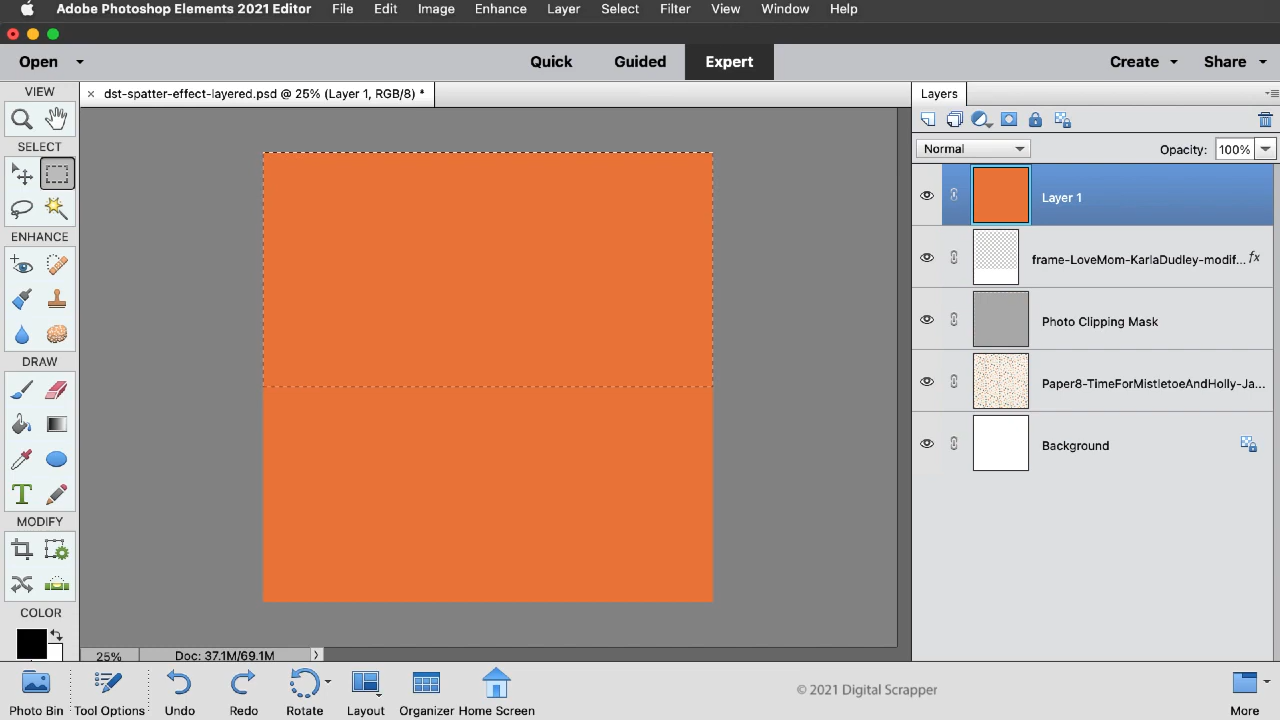 Adobe Photoshop Elements 2021 Editor File Edit Image Enhance Layer Select Filter View Window Help
Open Quick Guided Expert Create Share
VIEW
dst-spatter-effect-layered.psd @ 25% (Layer 1, RGB/8) *
Layers
SELECT
Normal Opacity: 100%
Layer 1
ENHANCE
frame-LoveMom-KarlaDudley-modif... fx
Photo Clipping Mask
DRAW
Paper8-TimeForMistletoeAndHolly-Ja...
Background
T
MODIFY
COLOR
25% Doc: 37.1M/69.1M
Photo Bin Tool Options Undo Redo Rotate Layout Organizer Home Screen
© 2021 Digital Scrapper
More